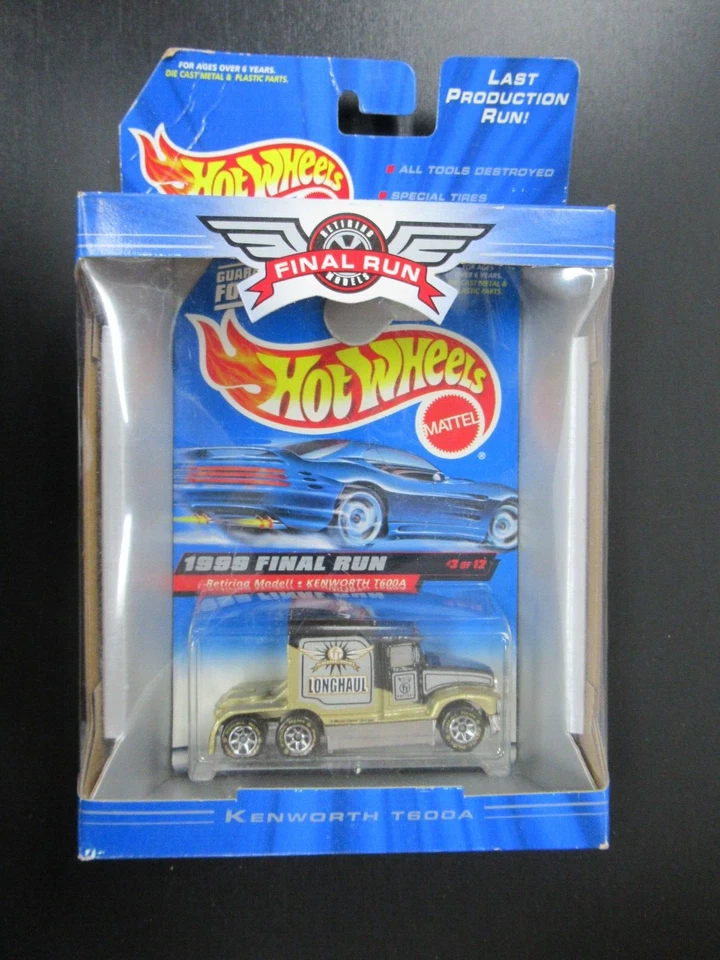 FOR AGES OVER 6 YEARS.
DIE CAST METAL & PLASTIC PARTS.
LAST
PRODUCTION
RUN!
HOT WHEELS
ALL TOOLS DESTROYED
SPECIAL TIRES
RETIRING
FINAL RUN
MODELS
HOT WHEELS
MATTEL
®
1999 FINAL RUN
#3 OF 12
Retiring Modell • KENWORTH T600A
LONGHAUL
KENWORTH T600A